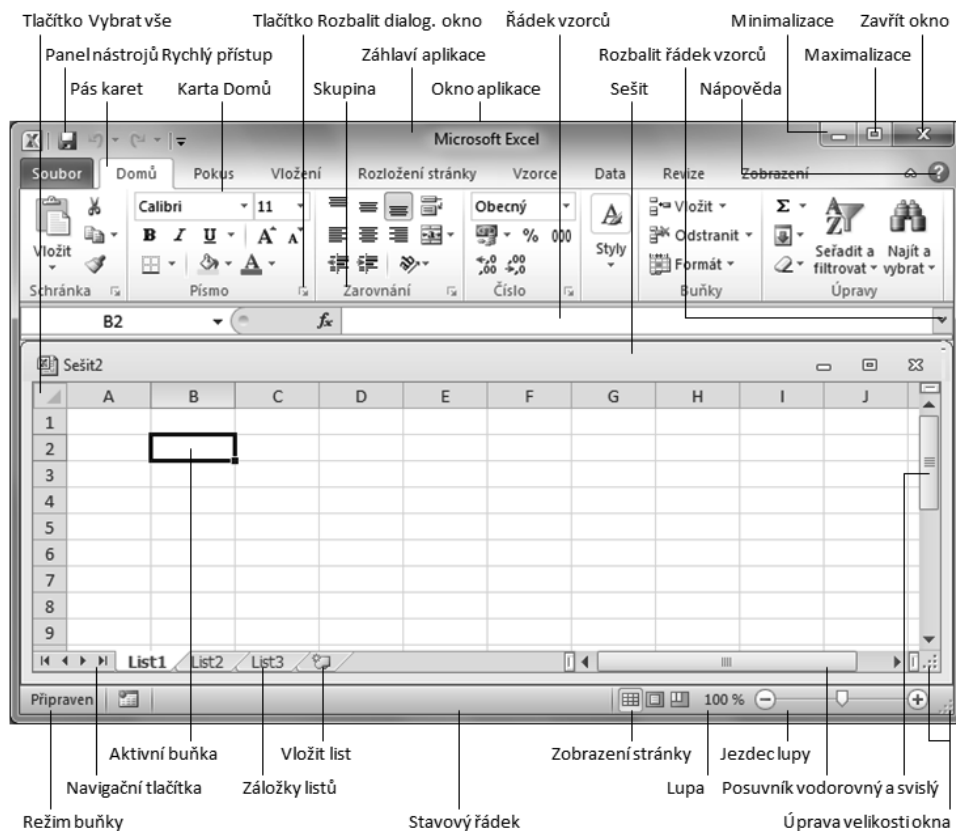 Tlačítko Vybrat vše Tlačítko Rozbalit dialog. okno Řádek vzorců Minimalizace Zavřít okno
Panel nástrojů Rychlý přístup Záhlaví aplikace Rozbalit řádek vzorců Maximalizace
Pás karet Karta Domů Skupina Okno aplikace Sešit Nápověda
Microsoft Excel
Soubor Domů Pokus Vložení Rozložení stránky Vzorce Data Revize Zobrazení
Calibri 11 Obecný Vložit Σ
B I U A A % 000 Odstranit
Vložit Styly Seřadit a Najít a
A Formát filtrovat vybrat
Schránka Písmo Zarovnání Číslo Buňky Úpravy
B2 fx
Sešit2
A B C D E F G H I J
1
2
3
4
5
6
7
8
9
List1 List2 List3
Připraven 100 %
Aktivní buňka Vložit list Zobrazení stránky Jezdec lupy
Navigační tlačítka Záložky listů Lupa Posuvník vodorovný a svislý
Režim buňky Stavový řádek Úprava velikosti okna